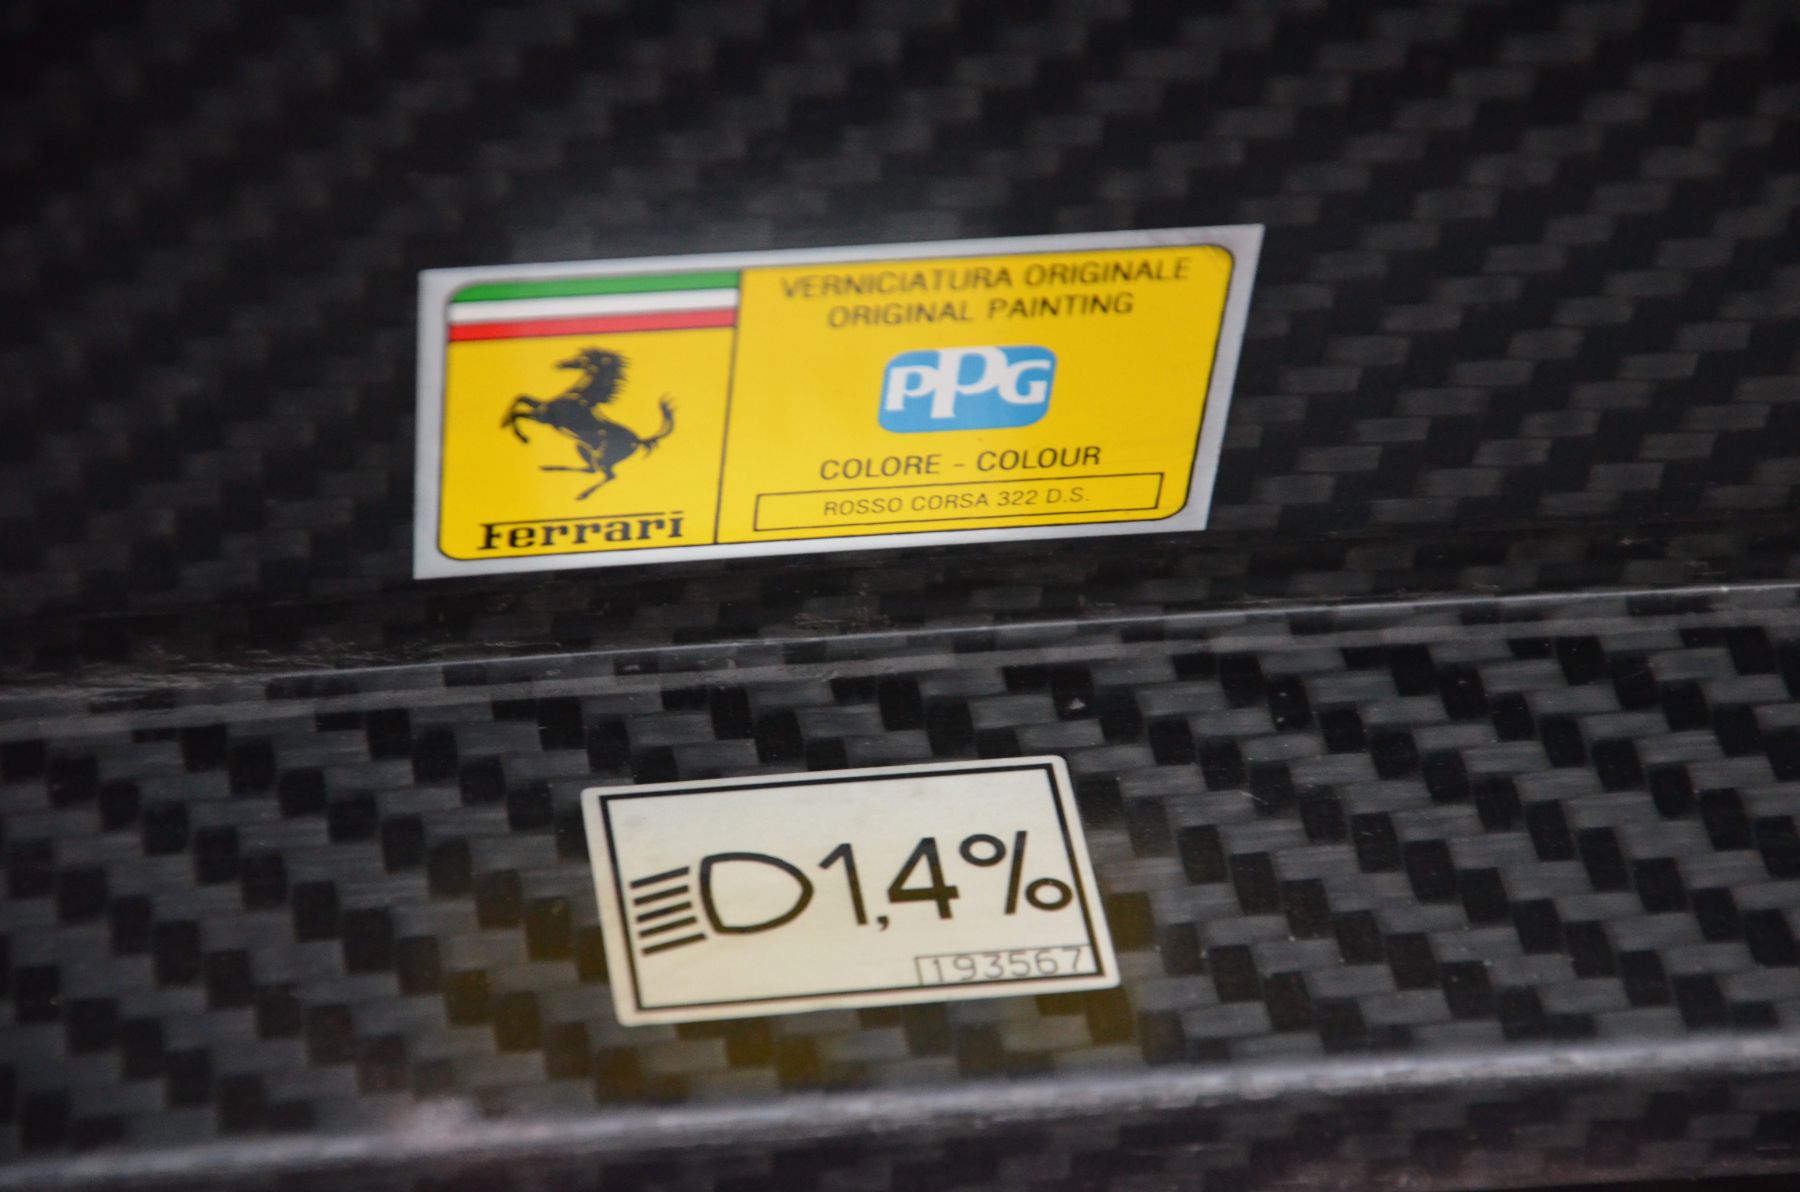 VERNICIATURA ORIGINALE
ORIGINAL PAINTING
PPG
COLORE - COLOUR
ROSSO CORSA 322 D.S.
Ferrari
1,4%
193567